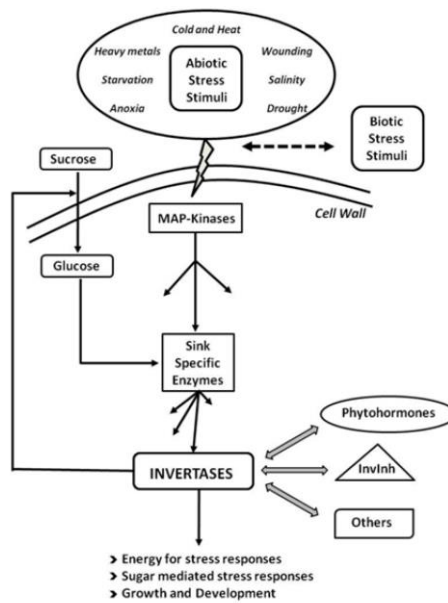 Cold and Heat
Heavy metals
Wounding
Abiotic
Stress
Stimuli
Starvation
Salinity
Anoxia
Drought
Biotic
Stress
Stimuli
Sucrose
Cell Wall
MAP-Kinases
Glucose
Sink
Specific
Enzymes
Phytohormones
INVERTASES
InvInh
Others
> Energy for stress responses
> Sugar mediated stress responses
> Growth and Development